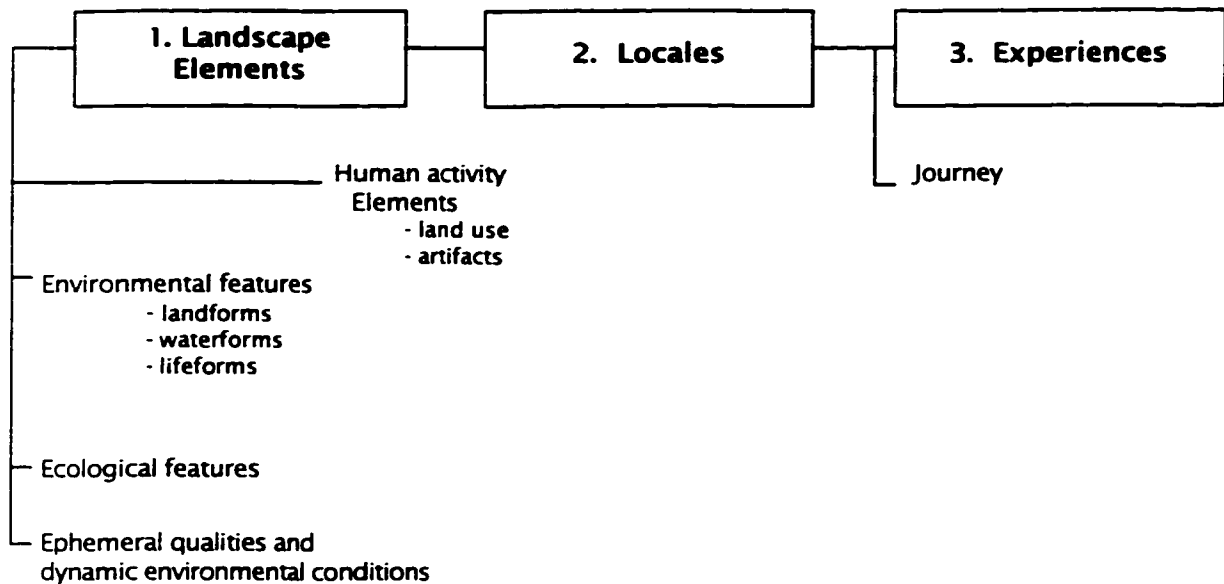 1. Landscape
Elements
2. Locales
3. Experiences
Human activity
Elements
- land use
- artifacts
Journey
Environmental features
- landforms
- waterforms
- lifeforms
Ecological features
Ephemeral qualities and
dynamic environmental conditions